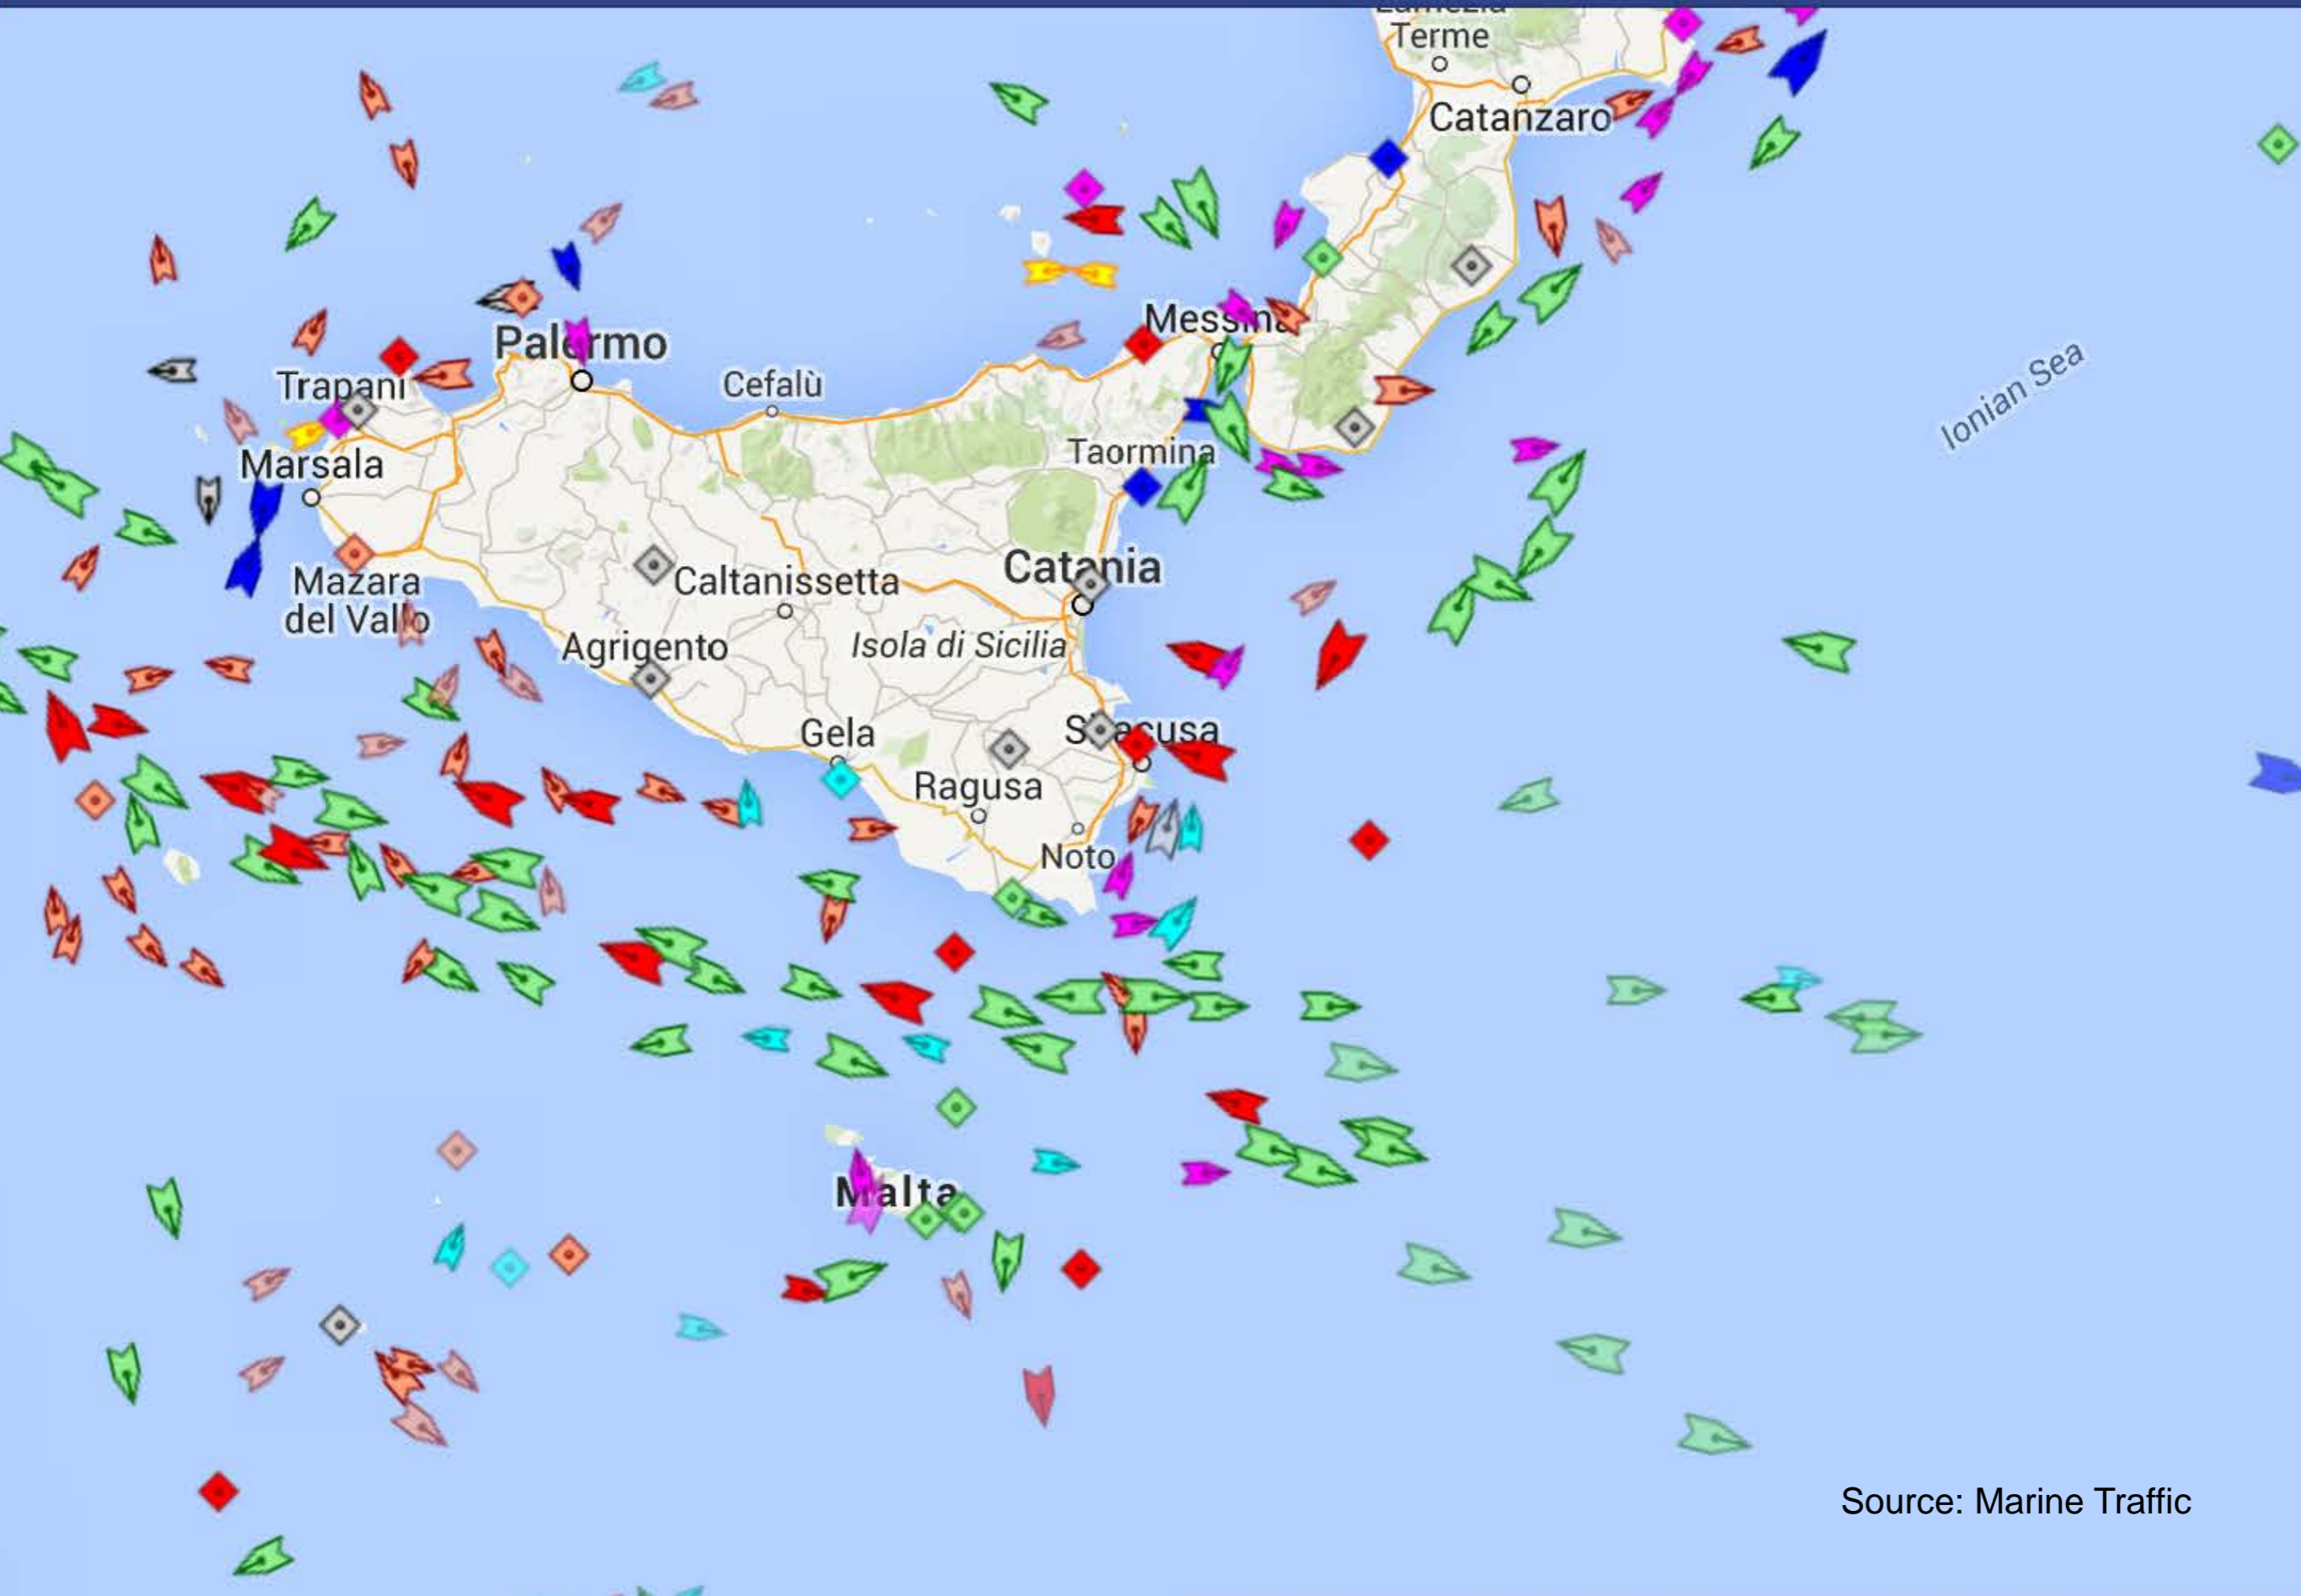 Terme
Catanzaro
Messina
Palermo
Trapani
Cefalù
Ionian Sea
Marsala
Taormina
Catania
Mazara
del Vallo
Caltanissetta
Agrigento
Isola di Sicilia
Gela
Siracusa
Ragusa
Noto
Malta
Source: Marine Traffic